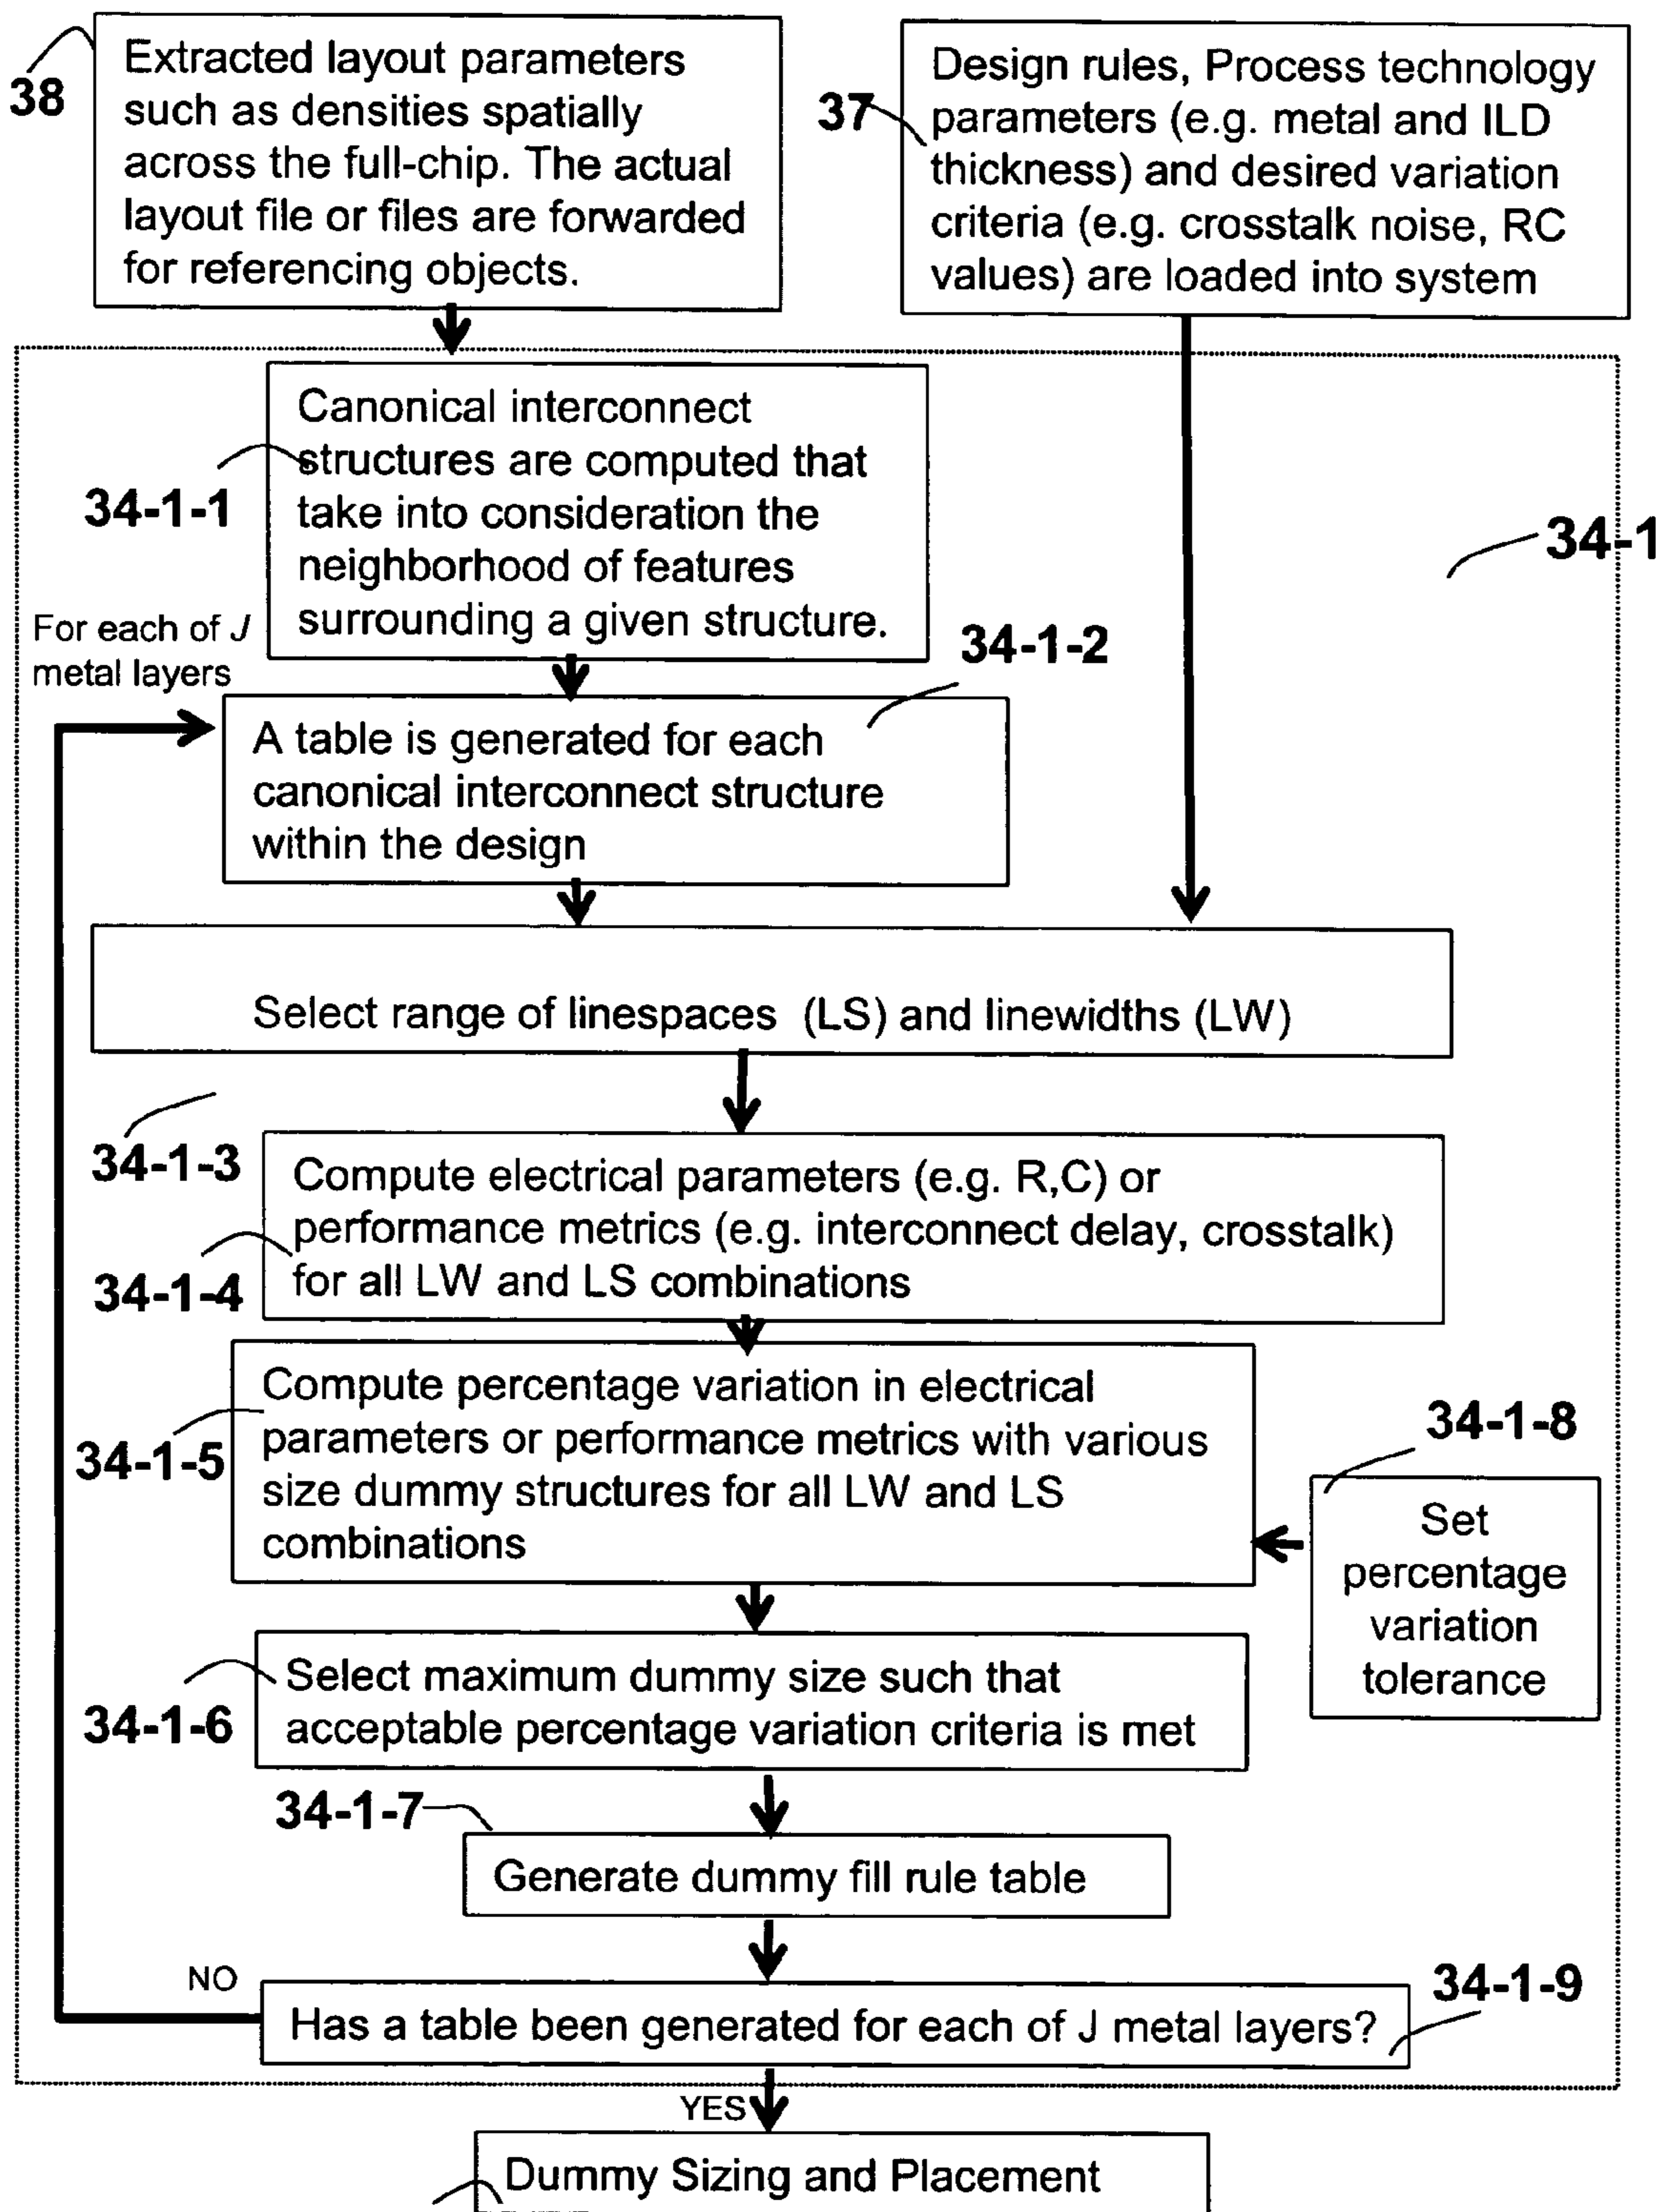 38
Extracted layout parameters
such as densities spatially
across the full-chip. The actual
layout file or files are forwarded
for referencing objects.
37
Design rules, Process technology
parameters (e.g. metal and ILD
thickness) and desired variation
criteria (e.g. crosstalk noise, RC
values) are loaded into system
34-1-1
Canonical interconnect
structures are computed that
take into consideration the
neighborhood of features
surrounding a given structure.
34-1
For each of J
metal layers
34-1-2
A table is generated for each
canonical interconnect structure
within the design
Select range of linespaces (LS) and linewidths (LW)
34-1-3
Compute electrical parameters (e.g. R,C) or
performance metrics (e.g. interconnect delay, crosstalk)
for all LW and LS combinations
34-1-4
Compute percentage variation in electrical
parameters or performance metrics with various
size dummy structures for all LW and LS
combinations
34-1-5
34-1-8
Set
percentage
variation
tolerance
Select maximum dummy size such that
acceptable percentage variation criteria is met
34-1-6
34-1-7
Generate dummy fill rule table
NO
34-1-9
Has a table been generated for each of J metal layers?
YES
Dummy Sizing and Placement